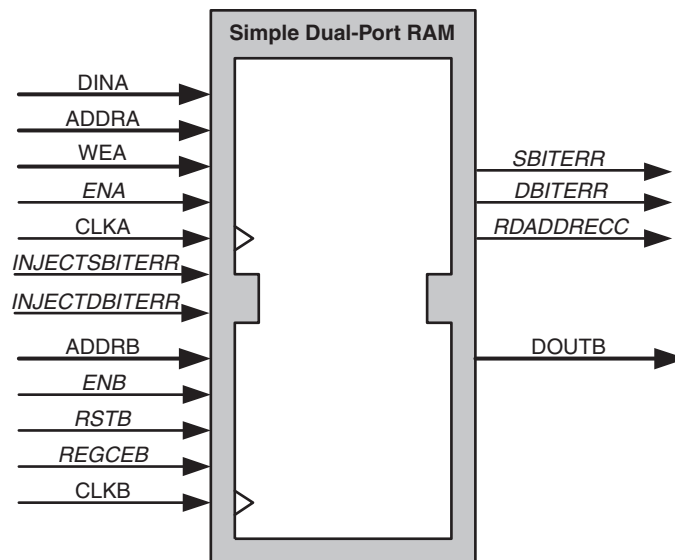 Simple Dual-Port RAM
DINA
ADDRA
WEA
ENA
CLKA
INJECTSBITERR
INJECTDBITERR
ADDRB
ENB
RSTB
REGCEB
CLKB
SBITERR
DBITERR
RDADDRECC
DOUTB